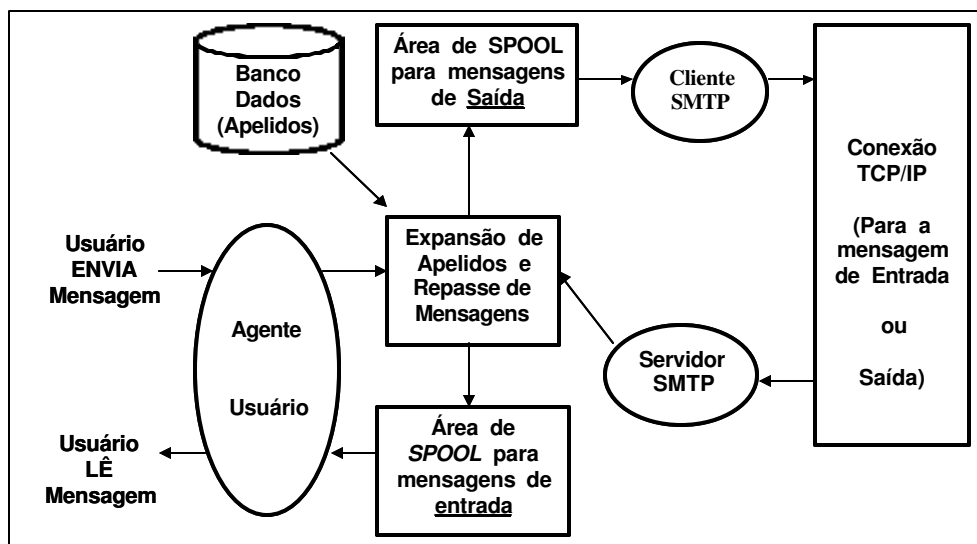 Banco
Dados
(Apelidos)
Área de SPOOL
para mensagens
de Saída
Cliente
SMTP
Conexão
TCP/IP
(Para a
mensagem
de Entrada
ou
Saída)
Usuário
ENVIA
Mensagem
Expansão de
Apelidos e
Repasse de
Mensagens
Agente
Usuário
Servidor
SMTP
Usuário
LÊ
Mensagem
Área de
SPOOL para
mensagens de
entrada